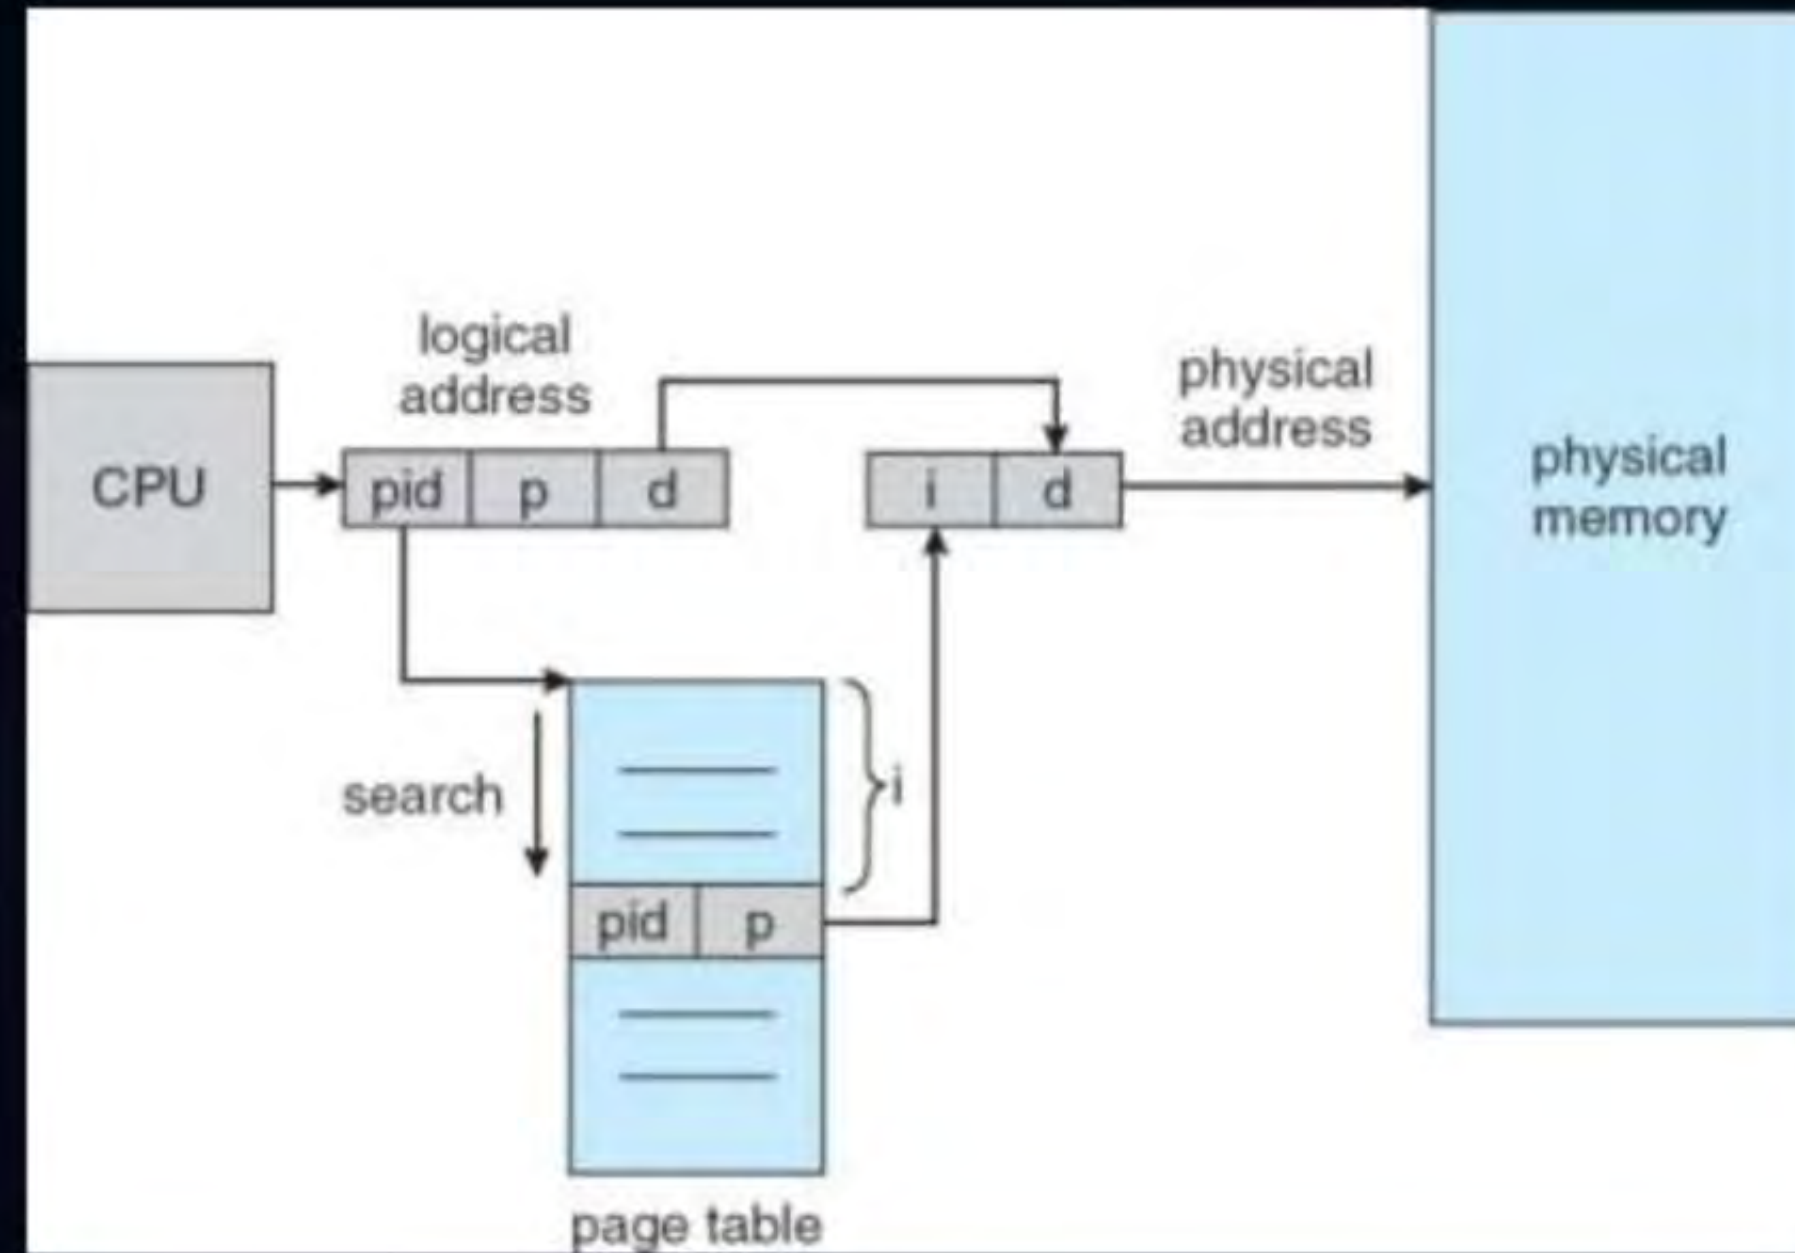 logical
address
physical
address
CPU
pid p d
i d
physical
memory
search
i
pid p
page table